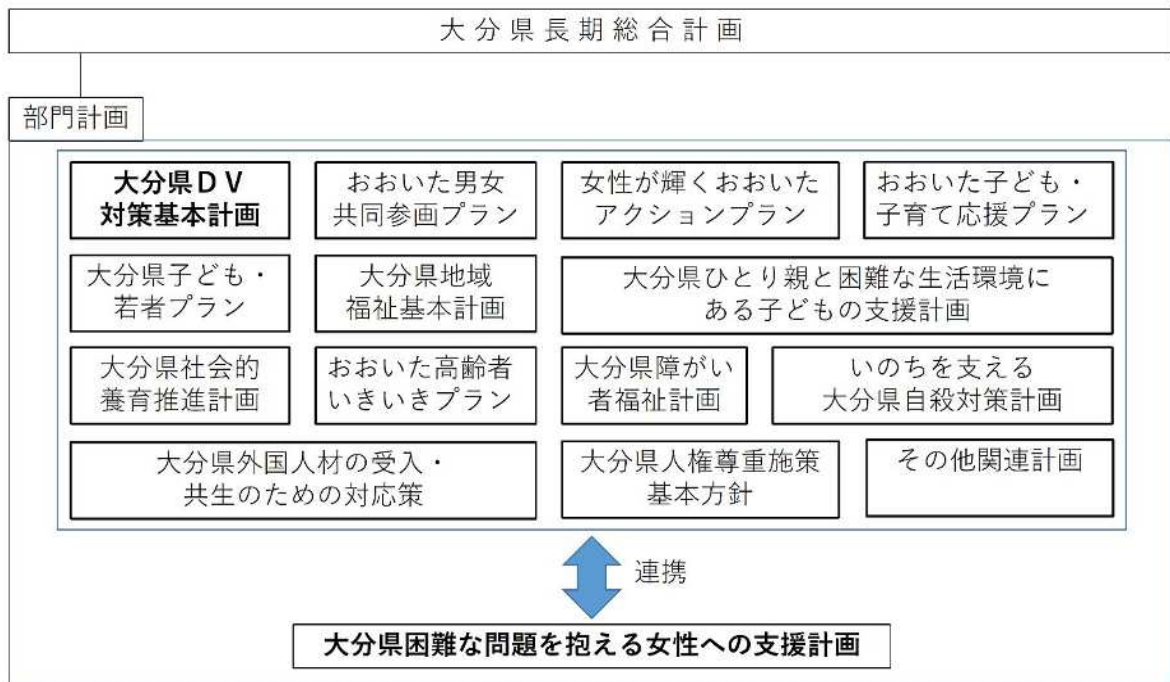 大分県長期総合計画
部門計画
大分県DV
対策基本計画
おおいた男女
共同参画プラン
女性が輝くおおいた
アクションプラン
おおいた子ども・
子育て応援プラン
大分県子ども・
若者プラン
大分県地域
福祉基本計画
大分県ひとり親と困難な生活環境に
ある子どもの支援計画
大分県社会的
養育推進計画
おおいた高齢者
いきいきプラン
大分県障がい
者福祉計画
いのちを支える
大分県自殺対策計画
大分県外国人材の受入・
共生のための対応策
大分県人権尊重施策
基本方針
その他関連計画
連携
大分県困難な問題を抱える女性への支援計画